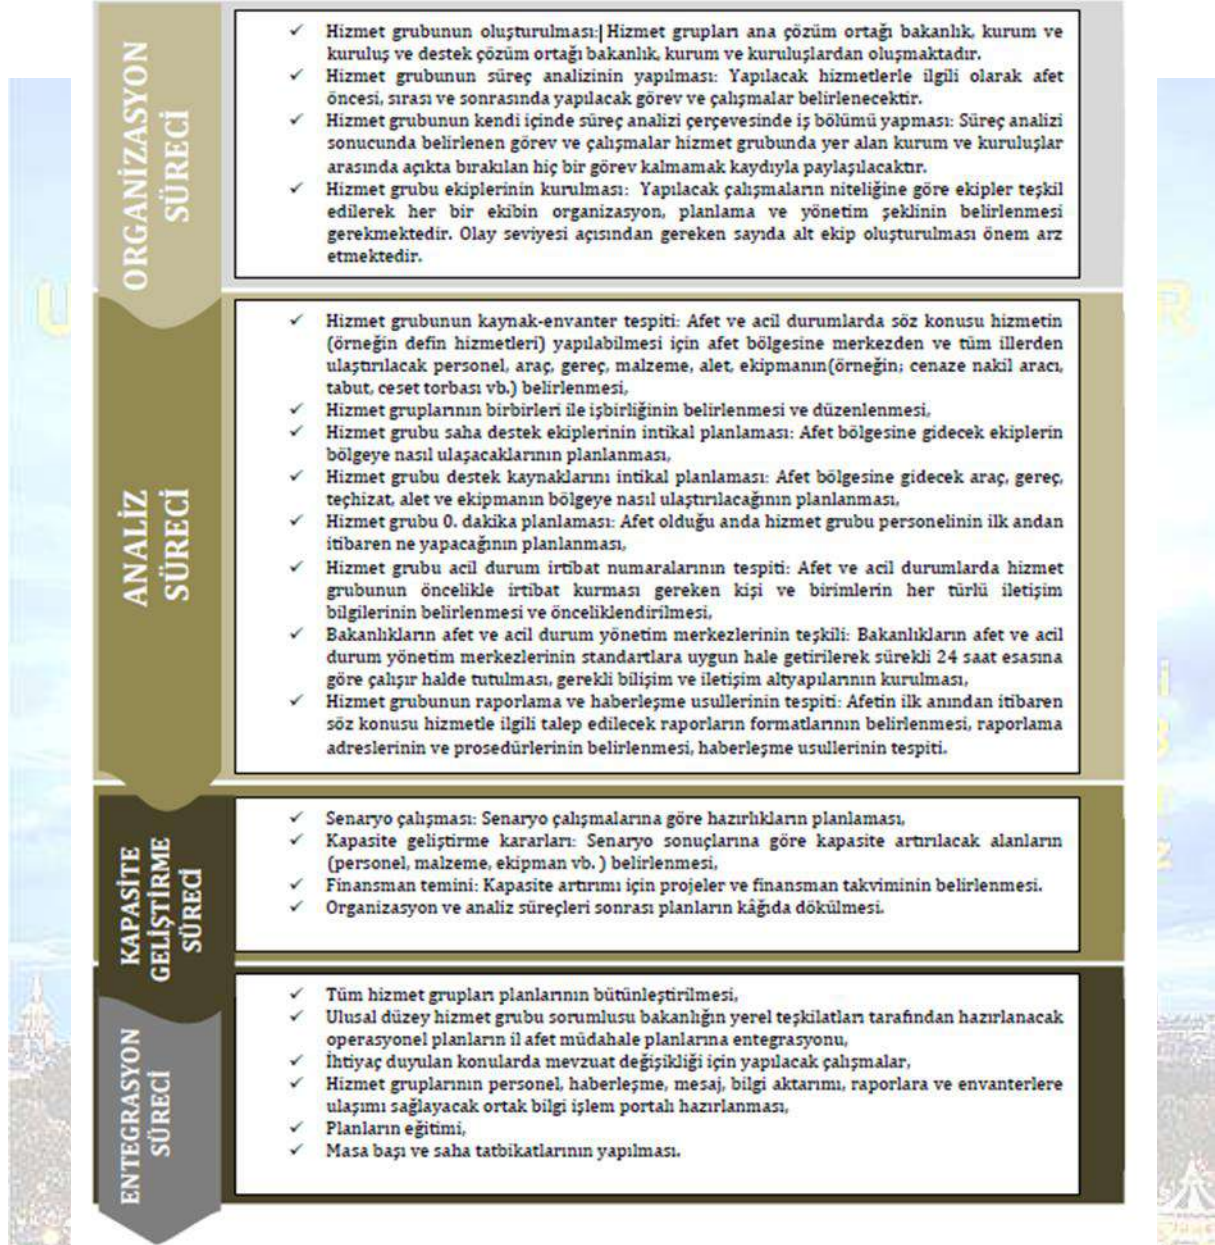 ORGANİZASYON
SÜRECİ
✓ Hizmet grubunun oluşturulması:| Hizmet grupları ana çözüm ortağı bakanlık, kurum ve
kuruluş ve destek çözüm ortağı bakanlık, kurum ve kuruluşlardan oluşmaktadır.
✓ Hizmet grubunun süreç analizinin yapılması: Yapılacak hizmetlerle ilgili olarak afet
öncesi, sırası ve sonrasında yapılacak görev ve çalışmalar belirlenecektir.
✓ Hizmet grubunun kendi içinde süreç analizi çerçevesinde iş bölümü yapması: Süreç analizi
sonucunda belirlenen görev ve çalışmalar hizmet grubunda yer alan kurum ve kuruluşlar
arasında açıkta bırakılan hiç bir görev kalmamak kaydıyla paylaşılacaktır.
✓ Hizmet grubu ekiplerinin kurulması: Yapılacak çalışmaların niteliğine göre ekipler teşkil
edilerek her bir ekibin organizasyon, planlama ve yönetim şeklinin belirlenmesi
gerekmektedir. Olay seviyesi açısından gereken sayıda alt ekip oluşturulması önem arz
etmektedir.
ANALİZ
SÜRECİ
✓ Hizmet grubunun kaynak-envanter tespiti: Afet ve acil durumlarda söz konusu hizmetin
(örneğin defin hizmetleri) yapılabilmesi için afet bölgesine merkezden ve tüm illerden
ulaştırılacak personel, araç, gereç, malzeme, alet, ekipmanın(örneğin; cenaze nakil aracı,
tabut, ceset torbası vb.) belirlenmesi,
✓ Hizmet gruplarının birbirleri ile işbirliğinin belirlenmesi ve düzenlenmesi,
✓ Hizmet grubu saha destek ekiplerinin intikal planlaması: Afet bölgesine gidecek ekiplerin
bölgeye nasıl ulaşacaklarının planlanması,
✓ Hizmet grubu destek kaynaklarını intikal planlaması: Afet bölgesine gidecek araç, gereç,
teçhizat, alet ve ekipmanın bölgeye nasıl ulaştırılacağının planlanması,
✓ Hizmet grubu 0. dakika planlaması: Afet olduğu anda hizmet grubu personelinin ilk andan
itibaren ne yapacağının planlanması,
✓ Hizmet grubu acil durum irtibat numaralarının tespiti: Afet ve acil durumlarda hizmet
grubunun öncelikle irtibat kurması gereken kişi ve birimlerin her türlü iletişim
bilgilerinin belirlenmesi ve önceliklendirilmesi,
✓ Bakanlıkların afet ve acil durum yönetim merkezlerinin teşkili: Bakanlıkların afet ve acil
durum yönetim merkezlerinin standartlara uygun hale getirilerek sürekli 24 saat esasına
göre çalışır halde tutulması, gerekli bilişim ve iletişim altyapılarının kurulması,
✓ Hizmet grubunun raporlama ve haberleşme usullerinin tespiti: Afetin ilk anından itibaren
söz konusu hizmetle ilgili talep edilecek raporların formatlarının belirlenmesi, raporlama
adreslerinin ve prosedürlerinin belirlenmesi, haberleşme usullerinin tespiti.
KAPASİTE
GELİŞTİRME
SÜRECİ
✓ Senaryo çalışması: Senaryo çalışmalarına göre hazırlıkların planlaması,
✓ Kapasite geliştirme kararları: Senaryo sonuçlarına göre kapasite artırılacak alanların
(personel, malzeme, ekipman vb. ) belirlenmesi,
✓ Finansman temini: Kapasite artırımı için projeler ve finansman takviminin belirlenmesi.
✓ Organizasyon ve analiz süreçleri sonrası planların kâğıda dökülmesi.
ENTEGRASYON
SÜRECİ
✓ Tüm hizmet grupları planlarının bütünleştirilmesi,
✓ Ulusal düzey hizmet grubu sorumlusu bakanlığın yerel teşkilatları tarafından hazırlanacak
operasyonel planların il afet müdahale planlarına entegrasyonu,
✓ İhtiyaç duyulan konularda mevzuat değişikliği için yapılacak çalışmalar,
✓ Hizmet gruplarının personel, haberleşme, mesaj, bilgi aktarımı, raporlara ve envanterlere
ulaşımı sağlayacak ortak bilgi işlem portalı hazırlanması,
✓ Planların eğitimi,
✓ Masa başı ve saha tatbikatlarının yapılması.